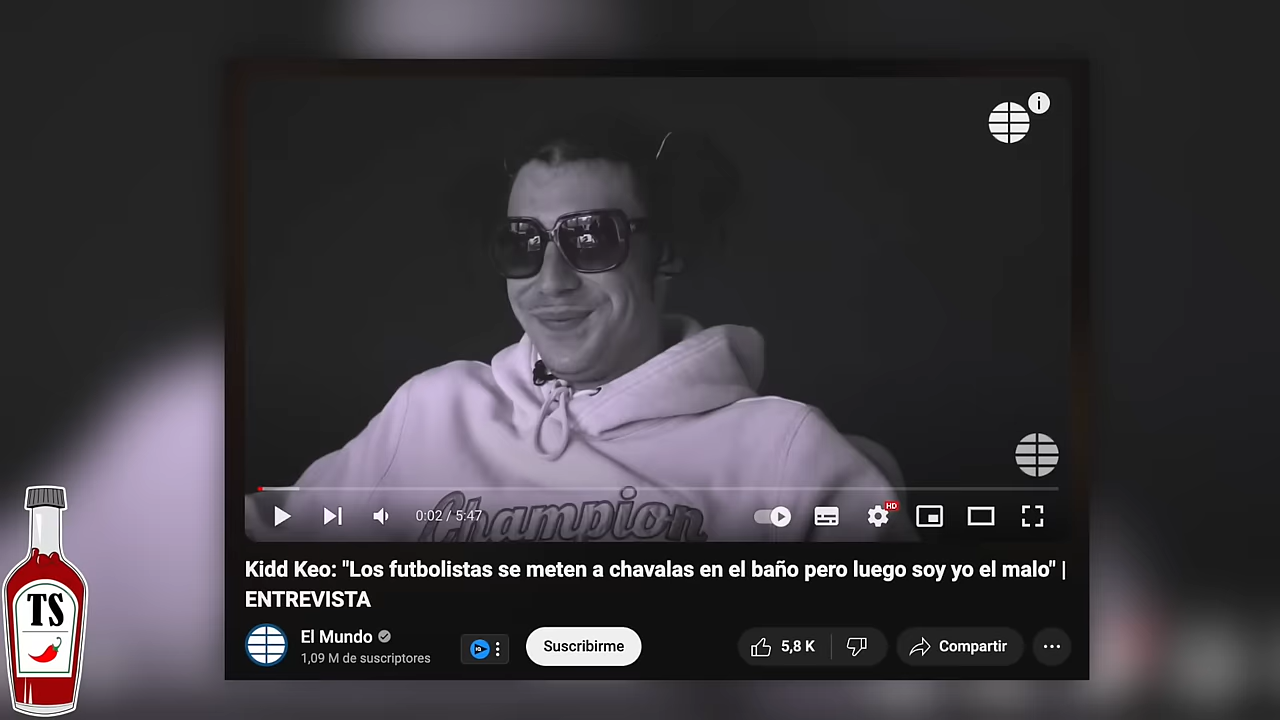 Champion
0:02 / 5:47
HD
Kidd Keo: "Los futbolistas se meten a chavalas en el baño pero luego soy yo el malo" |
ENTREVISTA
El Mundo
1,09 M de suscriptores
Suscribirme
5,8 K
Compartir
TS